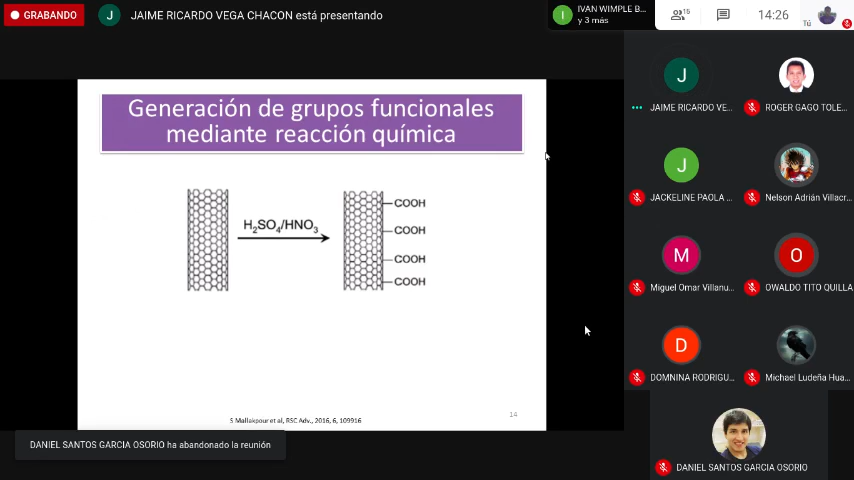 GRABANDO
J
JAIME RICARDO VEGA CHACON está presentando
I
IVAN WIMPLE B...
y 3 más
15
14:26
Tú
Generación de grupos funcionales
mediante reacción química
H₂SO₄/HNO₃
COOH
COOH
COOH
COOH
S Mallakpour et al, RSC Adv., 2016, 6, 109916
14
DANIEL SANTOS GARCIA OSORIO ha abandonado la reunión
J
JAIME RICARDO VE...
ROGER GAGO TOLE...
J
JACKELINE PAOLA ...
Nelson Adrián Villacr...
M
Miguel Omar Villanu...
O
OWALDO TITO QUILLA
D
DOMNINA RODRIGU...
Michael Ludeña Hua...
DANIEL SANTOS GARCIA OSORIO